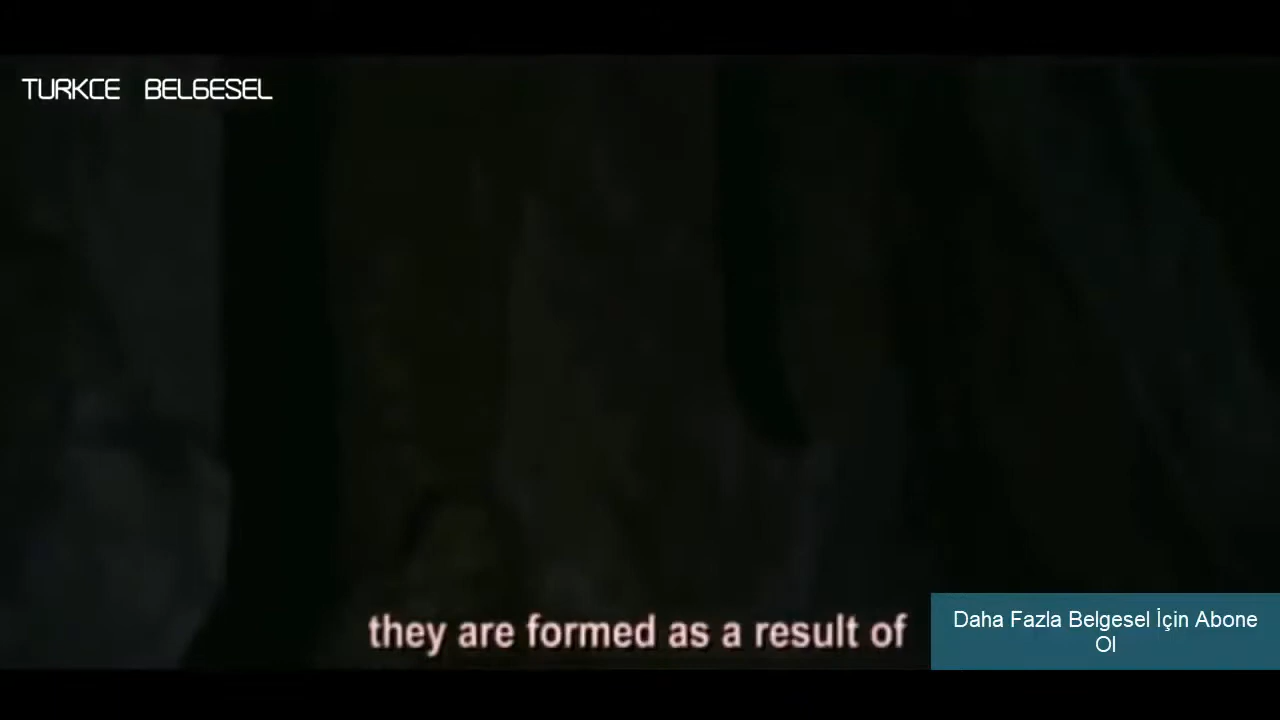 TURKCE BELGESEL
they are formed as a result of
Daha Fazla Belgesel İçin Abone
Ol